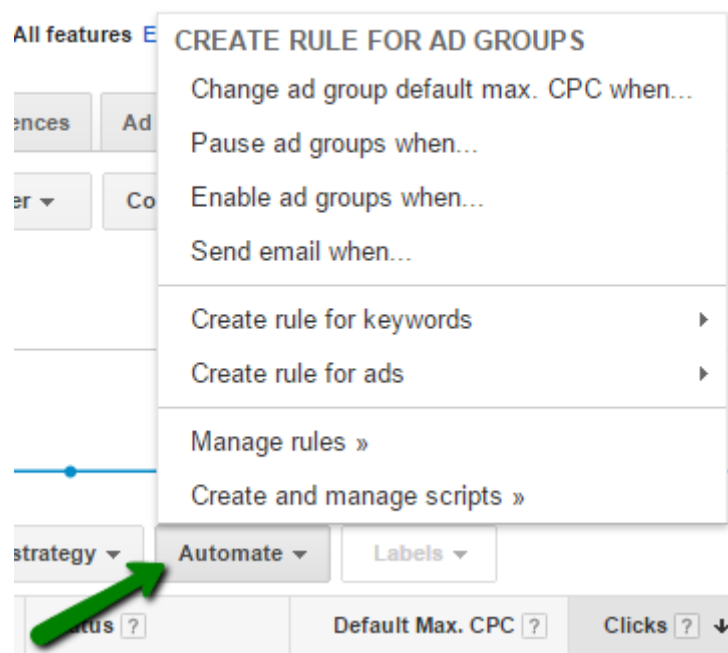 All features E
CREATE RULE FOR AD GROUPS
Change ad group default max. CPC when...
ences Ad
Pause ad groups when...
er Co
Enable ad groups when...
Send email when...
Create rule for keywords
Create rule for ads
Manage rules »
Create and manage scripts »
strategy Automate Labels
tus ? Default Max. CPC ? Clicks ?